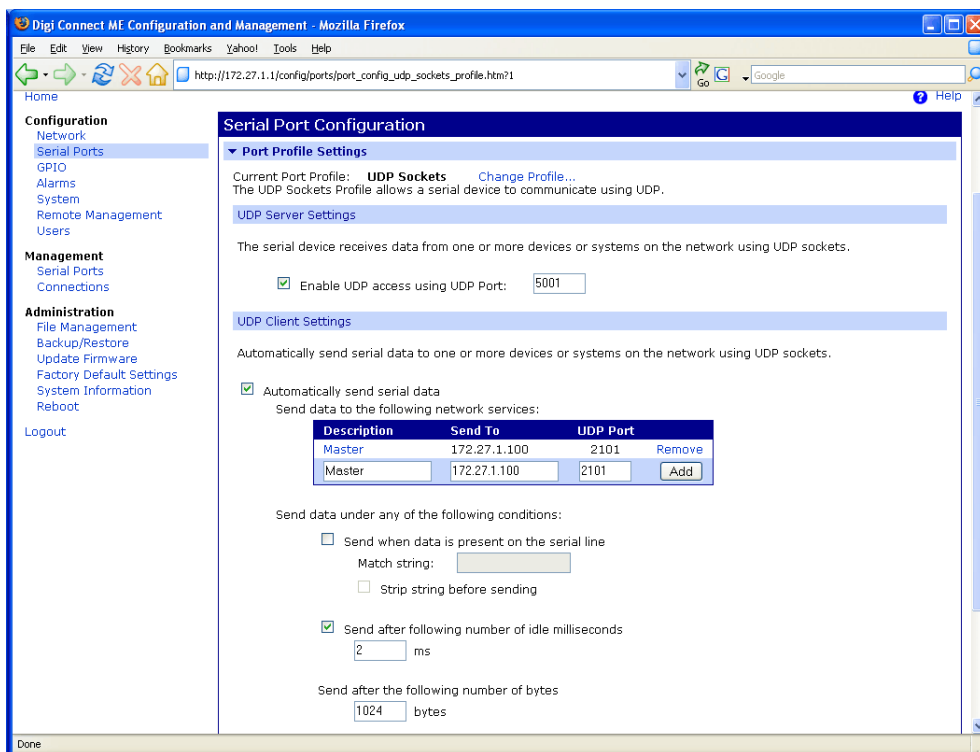 Digi Connect ME Configuration and Management - Mozilla Firefox
File Edit View History Bookmarks Yahoo! Tools Help
http://172.27.1.1/config/ports/port_config_udp_sockets_profile.htm?1
Go
G
Google
Home
Help
Configuration
Network
Serial Ports
GPIO
Alarms
System
Remote Management
Users
Management
Serial Ports
Connections
Administration
File Management
Backup/Restore
Update Firmware
Factory Default Settings
System Information
Reboot
Logout
Serial Port Configuration
Port Profile Settings
Current Port Profile: UDP Sockets Change Profile...
The UDP Sockets Profile allows a serial device to communicate using UDP.
UDP Server Settings
The serial device receives data from one or more devices or systems on the network using UDP sockets.
Enable UDP access using UDP Port: 5001
UDP Client Settings
Automatically send serial data to one or more devices or systems on the network using UDP sockets.
Automatically send serial data
Send data to the following network services:
Description Send To UDP Port
Master 172.27.1.100 2101 Remove
Master 172.27.1.100 2101 Add
Send data under any of the following conditions:
Send when data is present on the serial line
Match string:
Strip string before sending
Send after following number of idle milliseconds
2 ms
Send after the following number of bytes
1024 bytes
Done